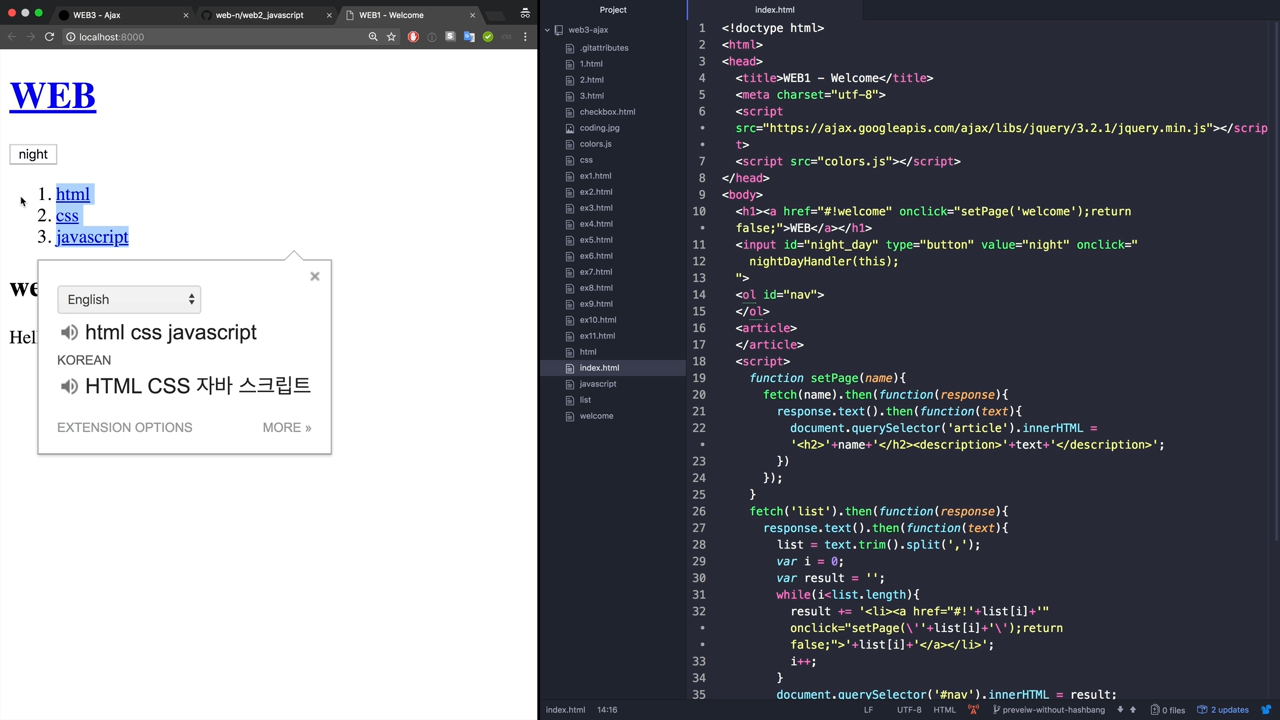 WEB3 - Ajax
web-n/web2_javascript
WEB1 - Welcome
localhost:8000
WEB
night
1. html
2. css
3. javascript
English
html css javascript
KOREAN
HTML CSS 자바 스크립트
EXTENSION OPTIONS
MORE »
we
Hel
Project
web3-ajax
.gitattributes
1.html
2.html
3.html
checkbox.html
coding.jpg
colors.js
css
ex1.html
ex2.html
ex3.html
ex4.html
ex5.html
ex6.html
ex7.html
ex8.html
ex9.html
ex10.html
ex11.html
html
index.html
javascript
list
welcome
index.html
1 <!doctype html>
2 <html>
3 <head>
4 <title>WEB1 - Welcome</title>
5 <meta charset="utf-8">
6 <script
• src="https://ajax.googleapis.com/ajax/libs/jquery/3.2.1/jquery.min.js"></scrip
• t>
7 <script src="colors.js"></script>
8 </head>
9 <body>
10 <h1><a href="#!welcome" onclick="setPage('welcome');return
• false;">WEB</a></h1>
11 <input id="night_day" type="button" value="night" onclick="
12 nightDayHandler(this);
13 ">
14 <ol id="nav">
15 </ol>
16 <article>
17 </article>
18 <script>
19 function setPage(name){
20 fetch(name).then(function(response){
21 response.text().then(function(text){
22 document.querySelector('article').innerHTML =
• '<h2>'+name+'</h2><description>'+text+'</description>';
23 })
24 });
25 }
26 fetch('list').then(function(response){
27 response.text().then(function(text){
28 list = text.trim().split(',');
29 var i = 0;
30 var result = '';
31 while(i<list.length){
32 result += '<li><a href="#!'+list[i]+'"
• onclick="setPage(\''+list[i]+'\');return
• false;">'+list[i]+'</a></li>';
33 i++;
34 }
35 document.querySelector('#nav').innerHTML = result;
index.html 14:16
LF UTF-8 HTML preveiw-without-hashbang 0 files 2 updates